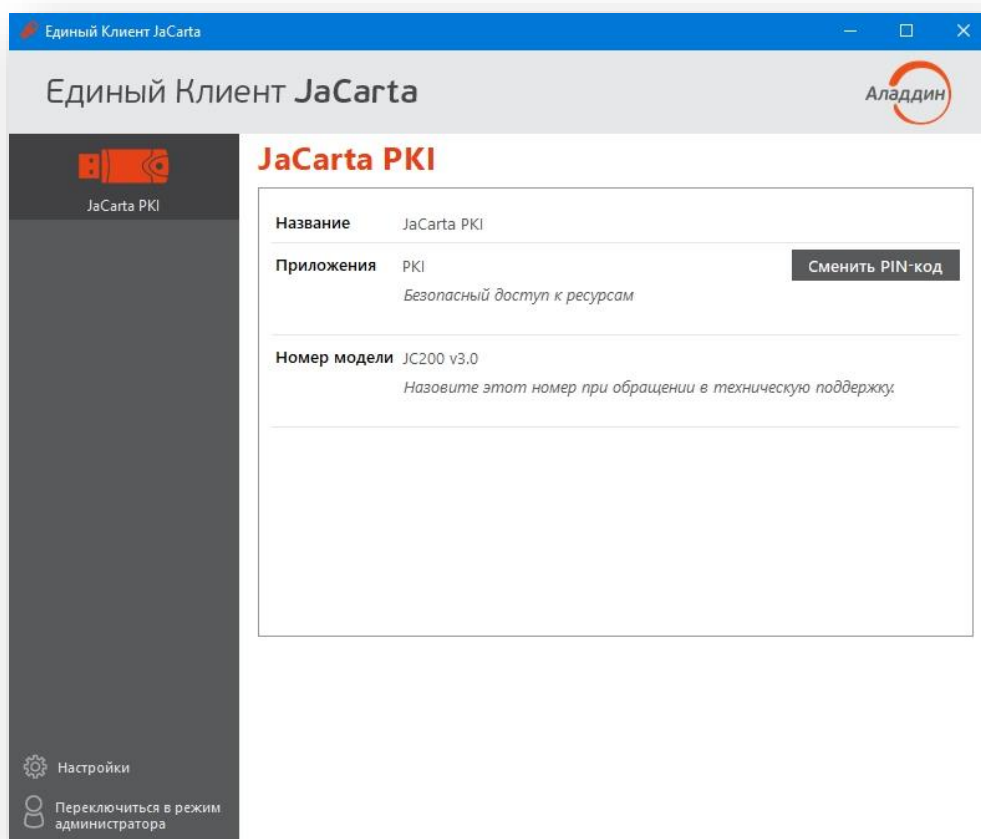 Единый Клиент JaCarta
Единый Клиент JaCarta
Аладдин
JaCarta PKI
JaCarta PKI
Название JaCarta PKI
Приложения PKI Сменить PIN-код
Безопасный доступ к ресурсам
Номер модели JC200 v3.0
Назовите этот номер при обращении в техническую поддержку.
Настройки
Переключиться в режим
администратора